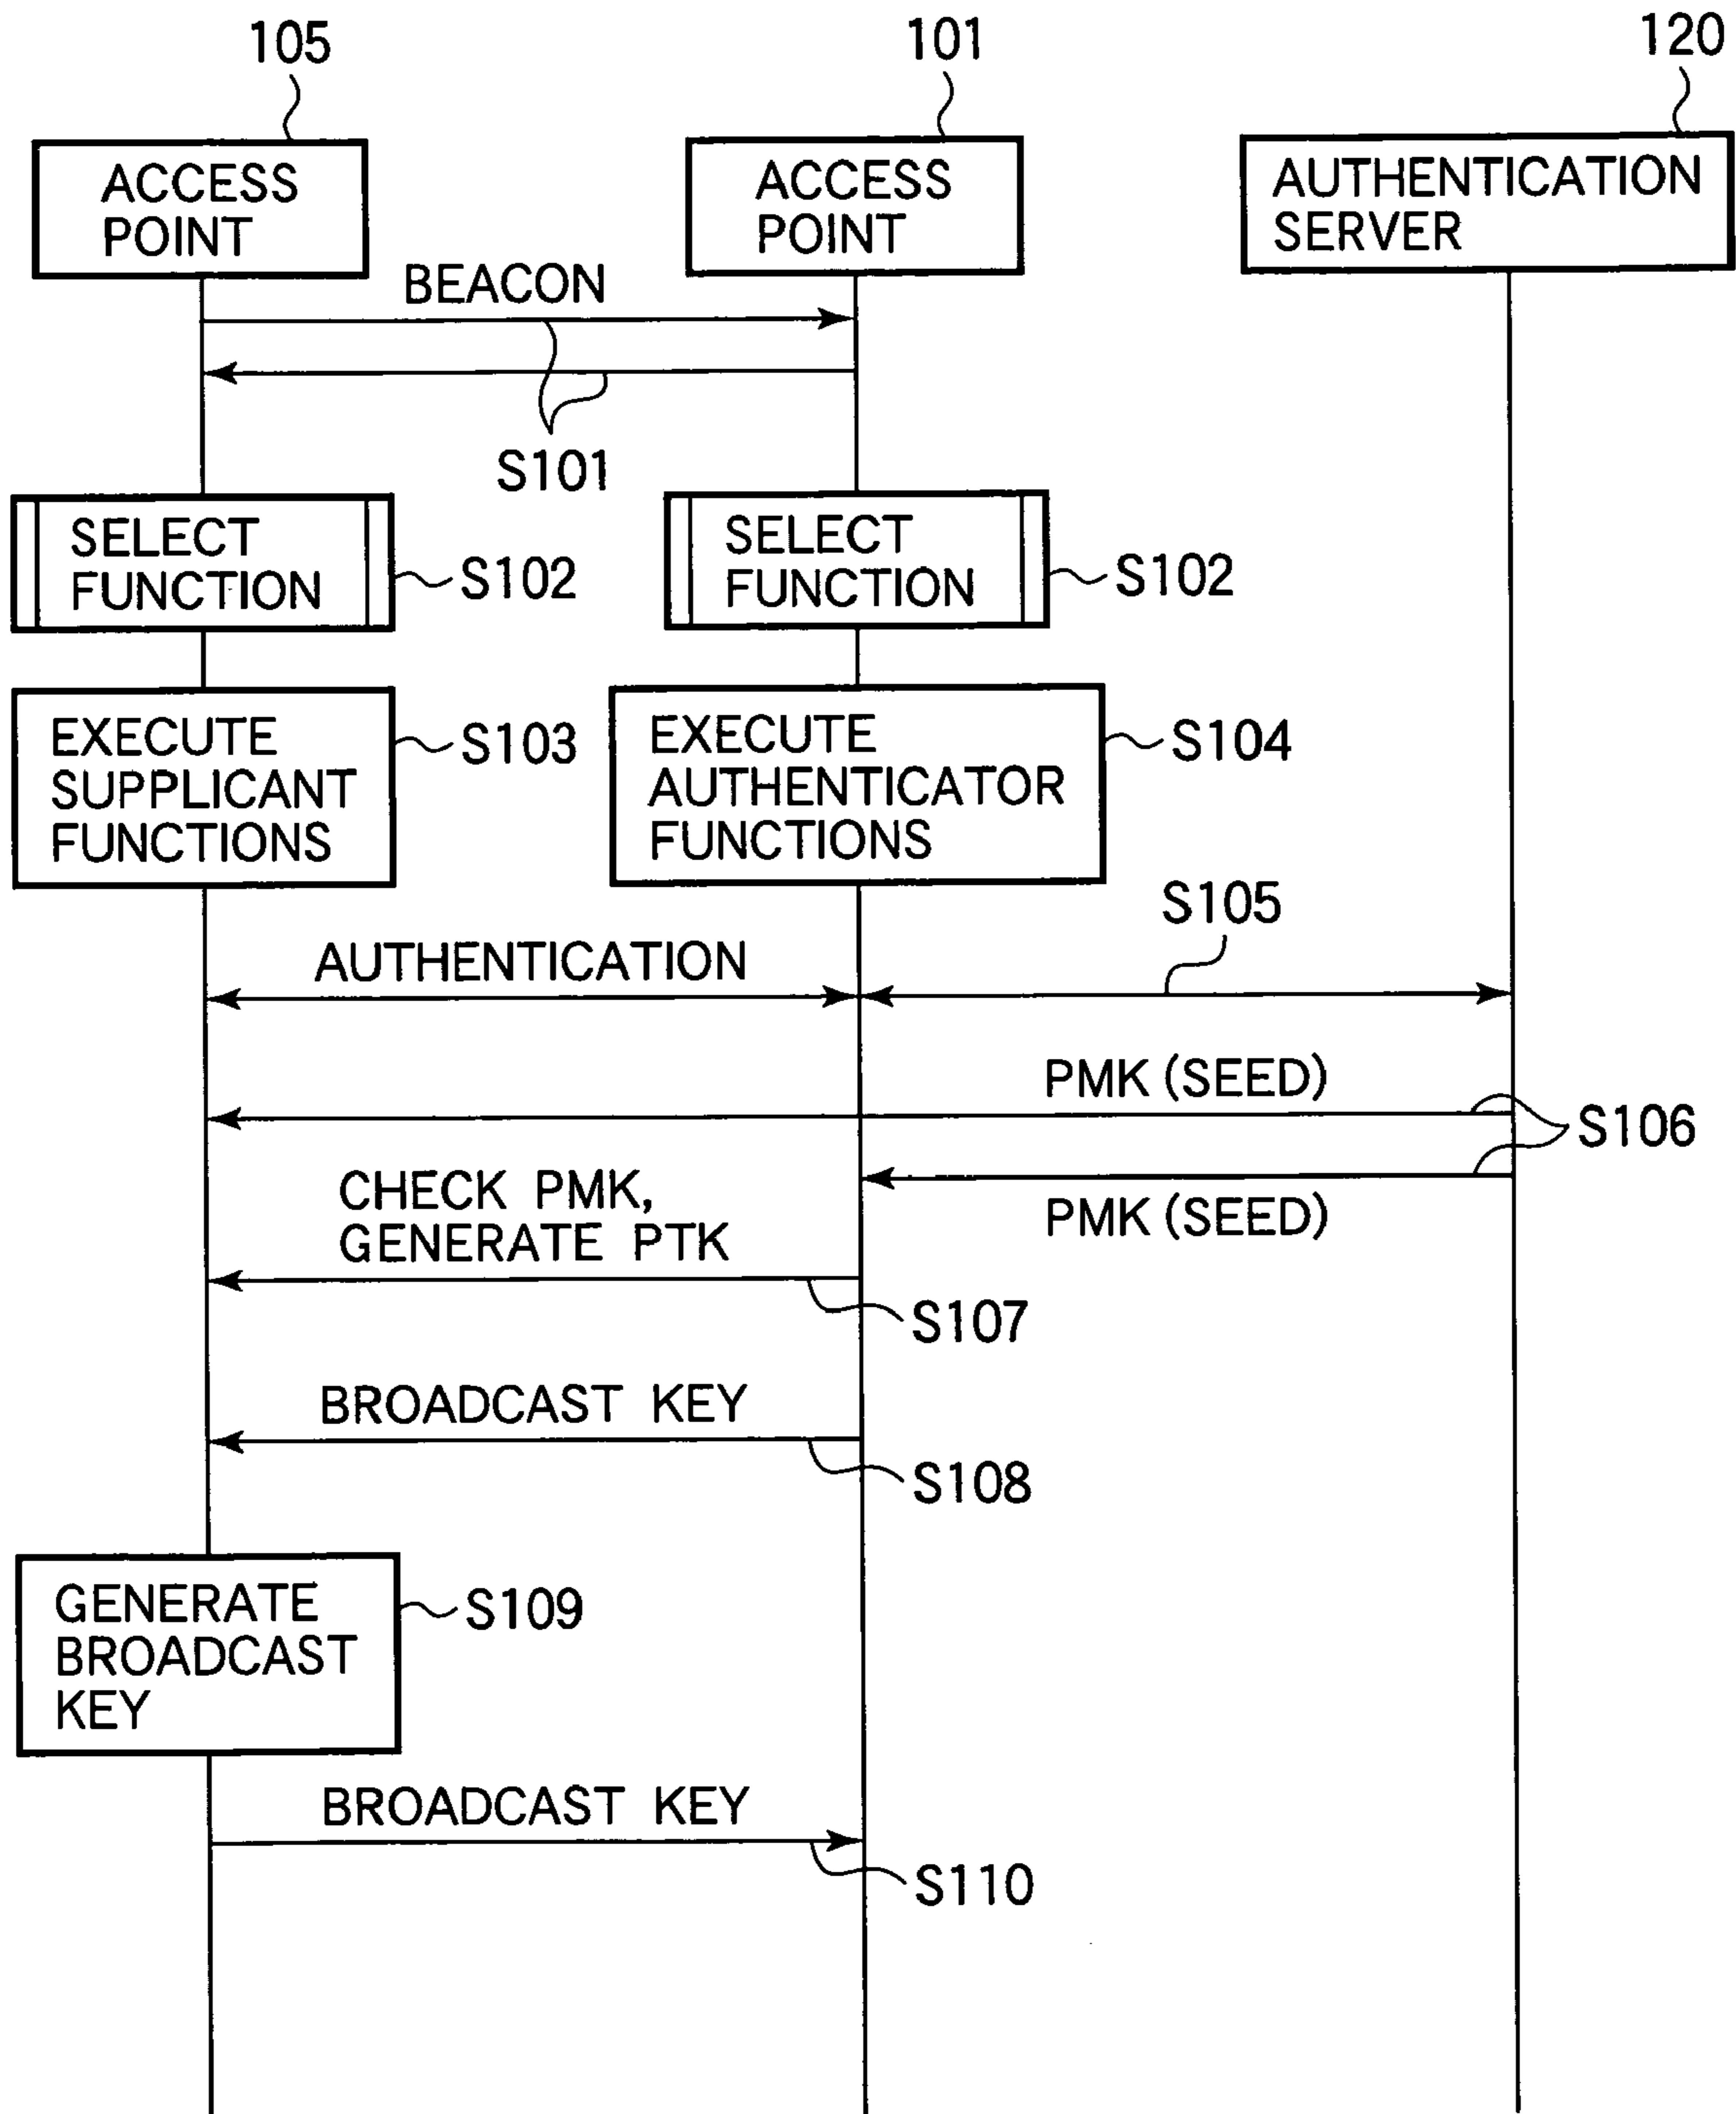 105
101
120
ACCESS
POINT
ACCESS
POINT
AUTHENTICATION
SERVER
BEACON
S101
SELECT
FUNCTION
S102
SELECT
FUNCTION
S102
EXECUTE
SUPPLICANT
FUNCTIONS
S103
EXECUTE
AUTHENTICATOR
FUNCTIONS
S104
S105
AUTHENTICATION
PMK (SEED)
S106
CHECK PMK,
GENERATE PTK
PMK (SEED)
S107
BROADCAST KEY
S108
GENERATE
BROADCAST
KEY
S109
BROADCAST KEY
S110